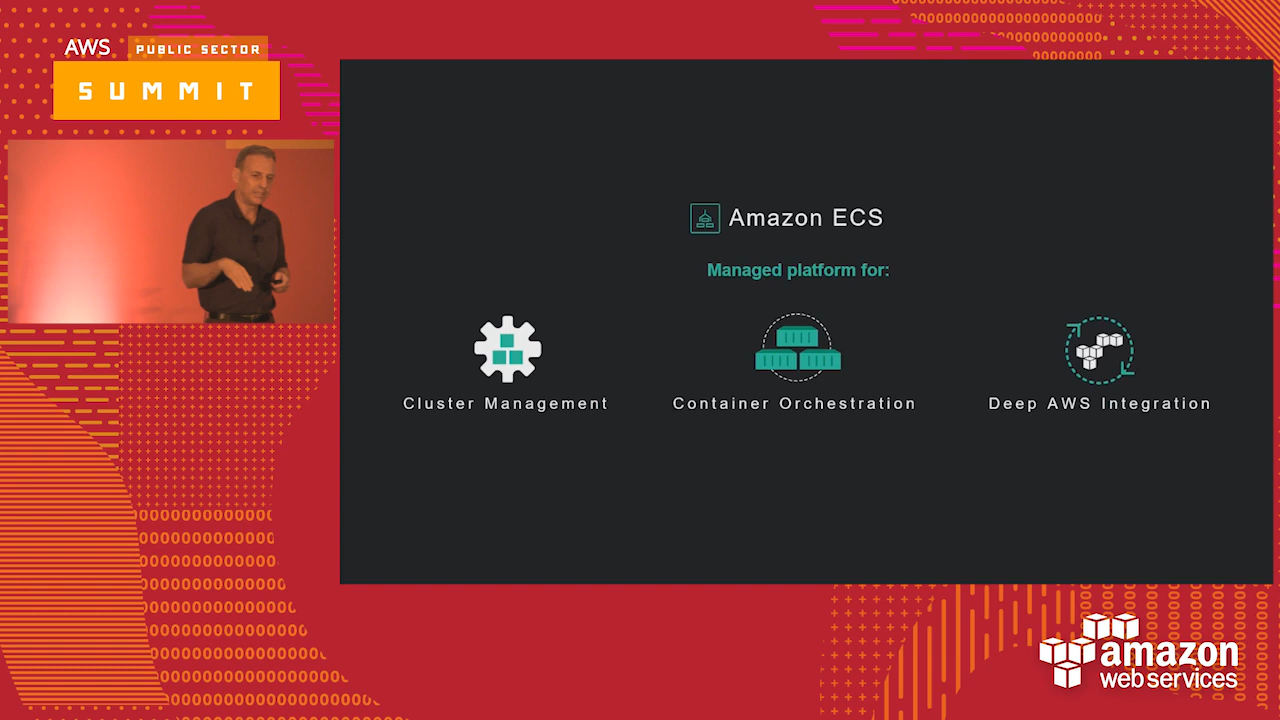 AWS PUBLIC SECTOR
SUMMIT
Amazon ECS
Managed platform for:
Cluster Management
Container Orchestration
Deep AWS Integration
amazon
web services